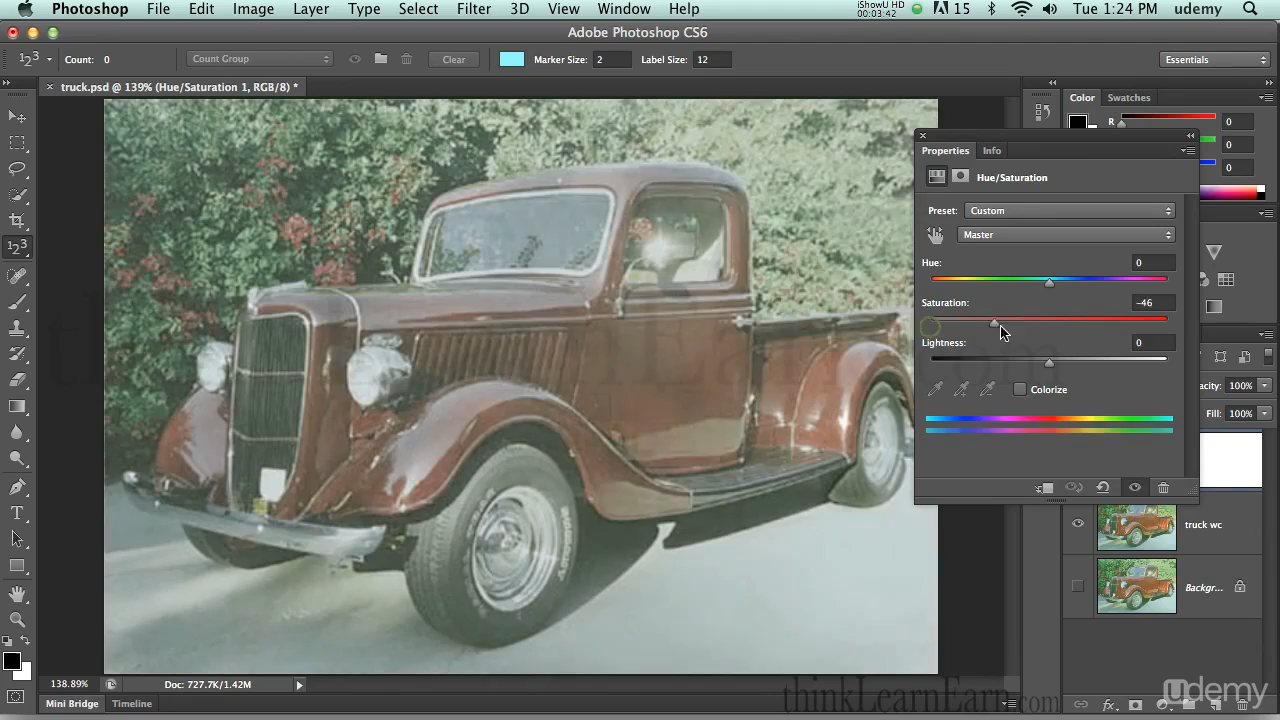 Photoshop File Edit Image Layer Type Select Filter 3D View Window Help iShowU HD 00:03:42 15 Tue 1:24 PM udemy
Adobe Photoshop CS6
Count: 0 Count Group Clear Marker Size: 2 Label Size: 12 Essentials
truck.psd @ 139% (Hue/Saturation 1, RGB/8) *
Color Swatches
R 0
0
0
Properties Info
Hue/Saturation
Preset: Custom
Master
Hue: 0
Saturation: -46
Lightness: 0
Colorize
acity: 100%
Fill: 100%
truck wc
Backgr...
thinkLearnEarn
138.89% Doc: 727.7K/1.42M
Mini Bridge Timeline
thinkLearnEarn.com
udemy